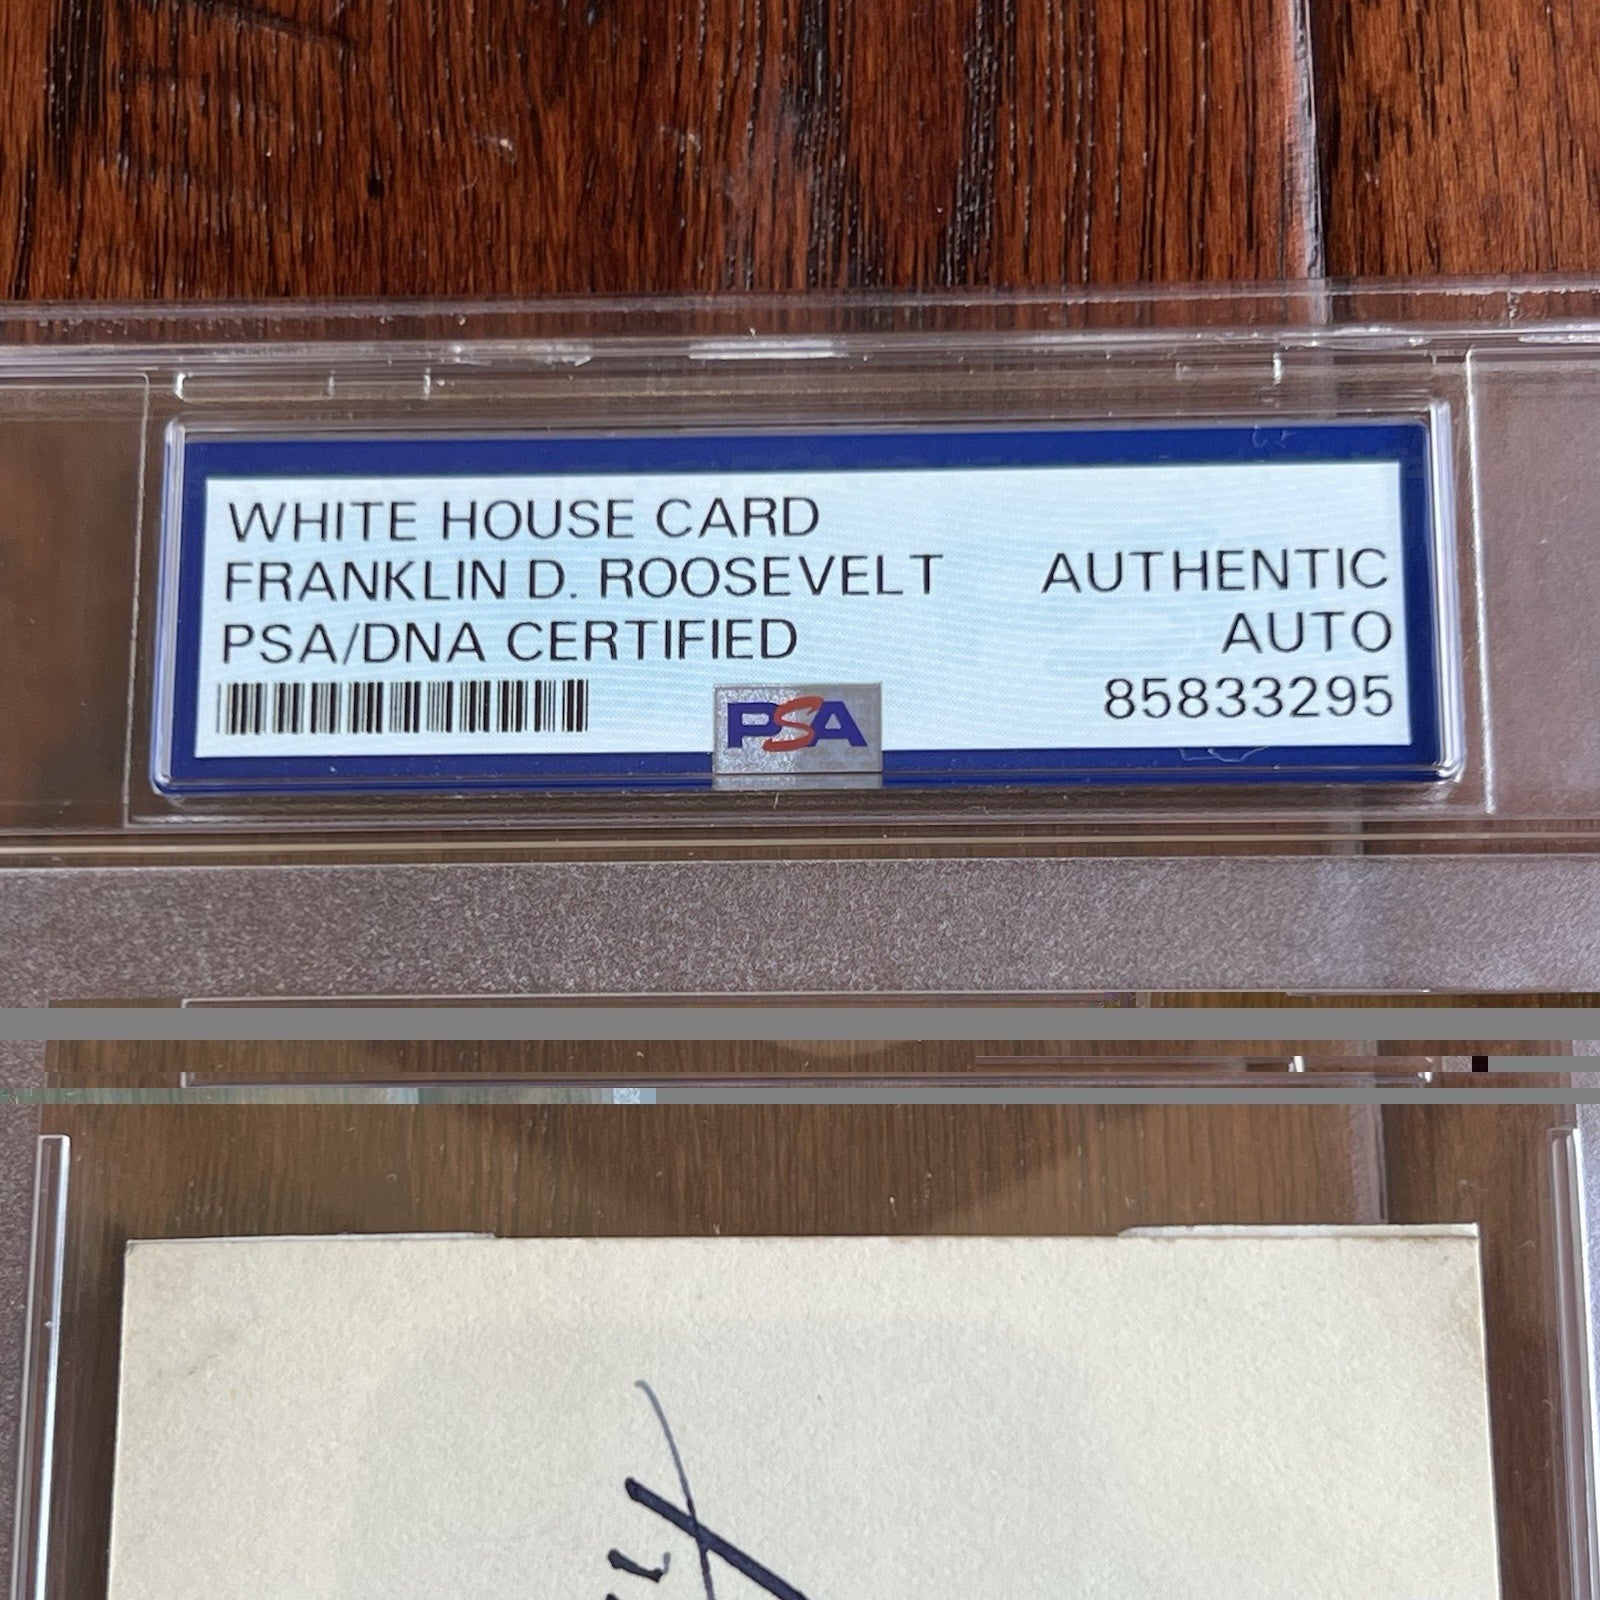 WHITE HOUSE CARD
FRANKLIN D. ROOSEVELT
PSA/DNA CERTIFIED
AUTHENTIC
AUTO
85833295
PSA